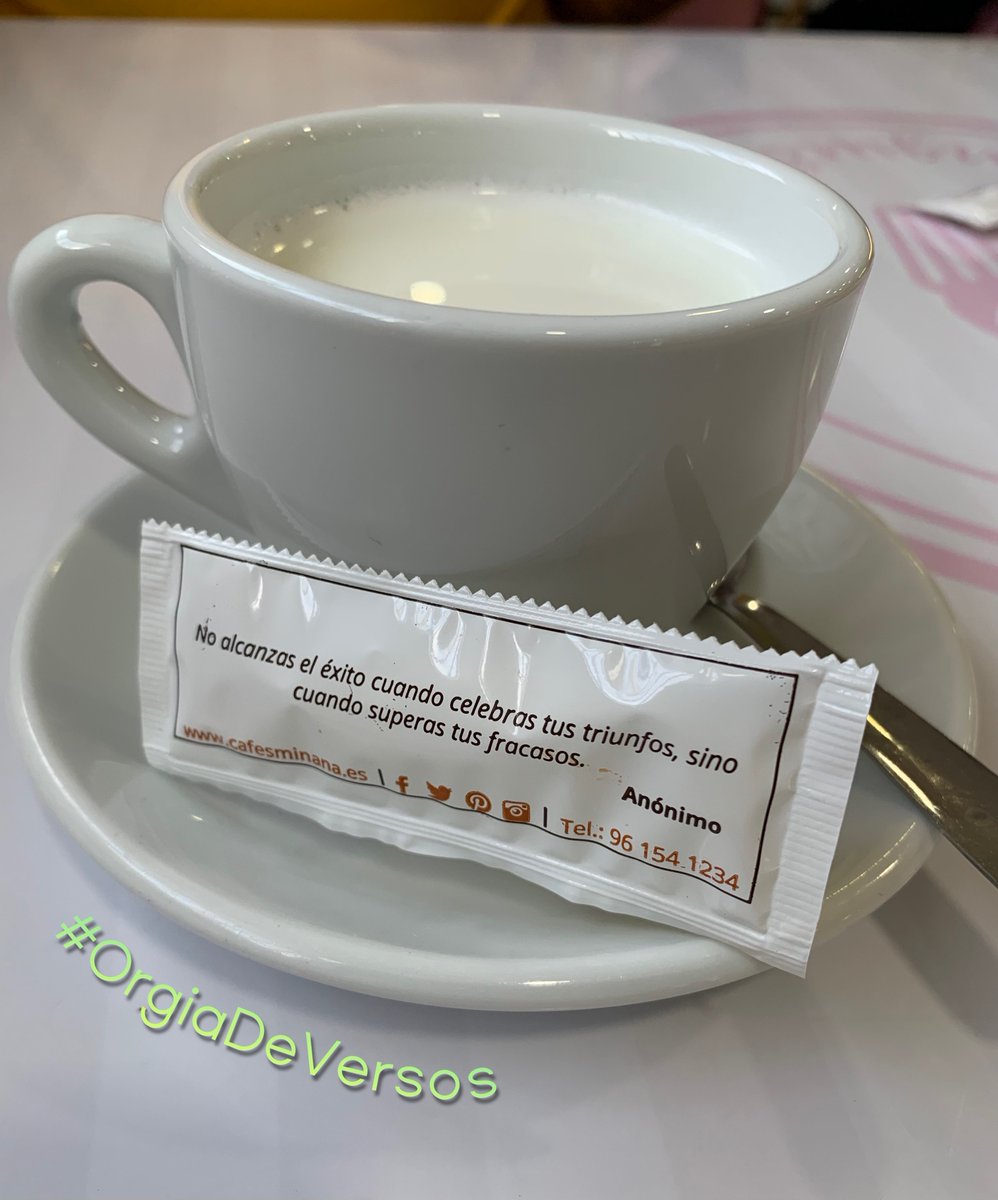 No alcanzas el éxito cuando celebras tus triunfos, sino
cuando superas tus fracasos.
Anónimo
www.cafesminana.es | | Tel.: 96 154 1234
#OrgiaDeVersos